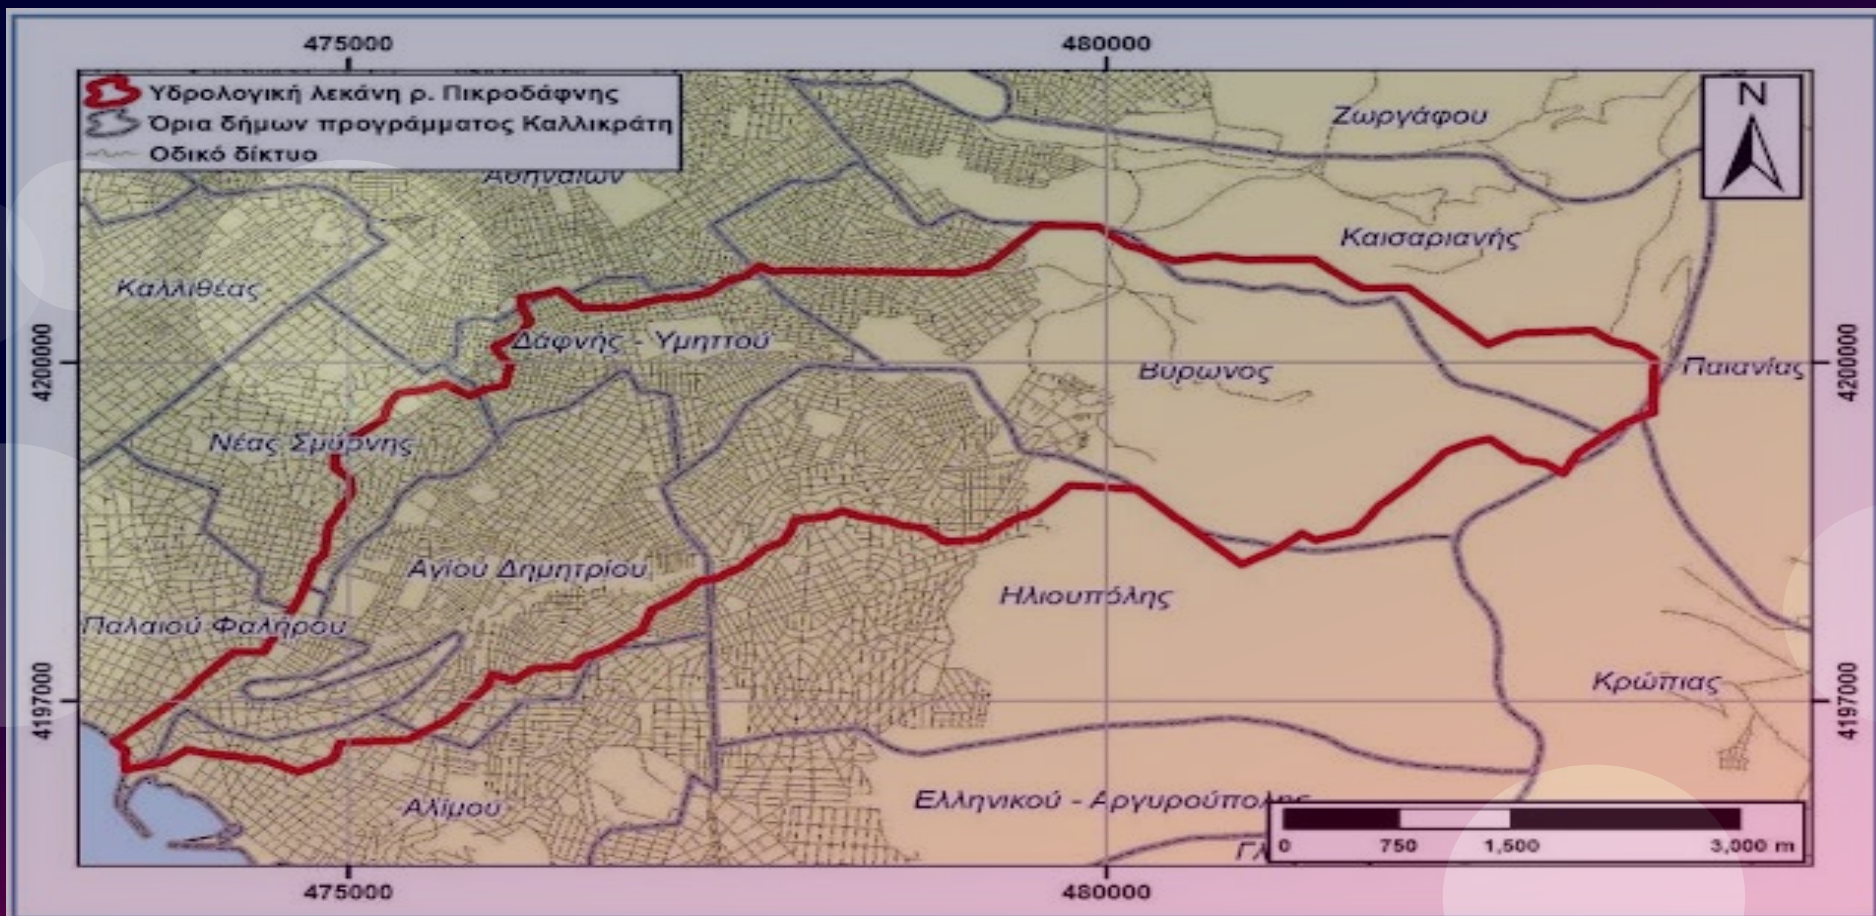 475000 480000
Υδρολογική λεκάνη ρ. Πικροδάφνης
Όρια δήμων προγράμματος Καλλικράτη
Οδικό δίκτυο
N
Ζωγράφου
Αθηναίων
Καισαριανής
Καλλιθέας
4200000
Δάφνης - Υμηττού
Βύρωνος
Παιανίας
4200000
Νέας Σμύρνης
Αγίου Δημητρίου
Ηλιουπόλης
Παλαιού Φαλήρου
4197000
Κρώπιας
4197000
Αλίμου
Ελληνικού - Αργυρούπολης
0 750 1,500 3,000 m
475000 480000